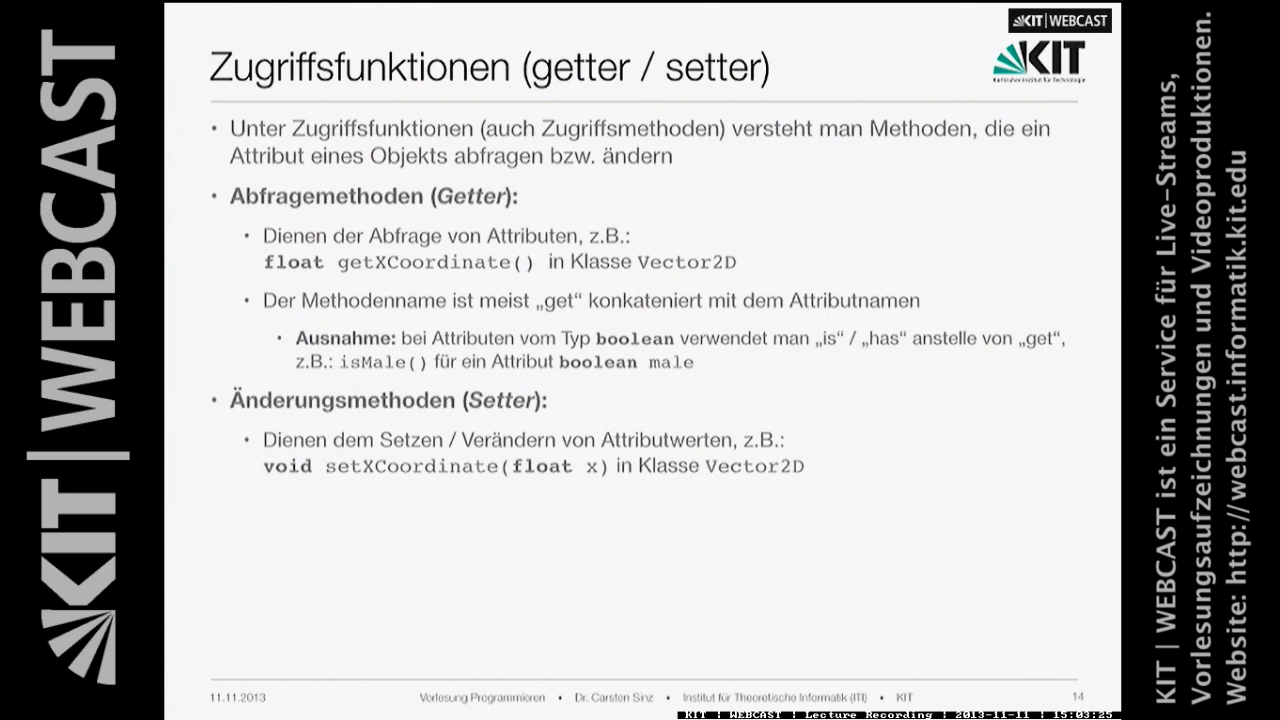 KIT | WEBCAST
KIT | WEBCAST
KIT
Karlsruher Institut für Technologie
Zugriffsfunktionen (getter / setter)
• Unter Zugriffsfunktionen (auch Zugriffsmethoden) versteht man Methoden, die ein
Attribut eines Objekts abfragen bzw. ändern
• Abfragemethoden (Getter):
• Dienen der Abfrage von Attributen, z.B.:
float getXCoordinate() in Klasse Vector2D
• Der Methodenname ist meist „get“ konkateniert mit dem Attributnamen
• Ausnahme: bei Attributen vom Typ boolean verwendet man „is“ / „has“ anstelle von „get“,
z.B.: isMale() für ein Attribut boolean male
• Änderungsmethoden (Setter):
• Dienen dem Setzen / Verändern von Attributwerten, z.B.:
void setXCoordinate(float x) in Klasse Vector2D
11.11.2013 Vorlesung Programmieren • Dr. Carsten Sinz • Institut für Theoretische Informatik (ITI) • KIT 14
KIT | WEBCAST | Lecture Recording | 2013-11-11 | 15:03:25
KIT | WEBCAST ist ein Service für Live-Streams,
Vorlesungsaufzeichnungen und Videoproduktionen.
Website: http://webcast.informatik.kit.edu